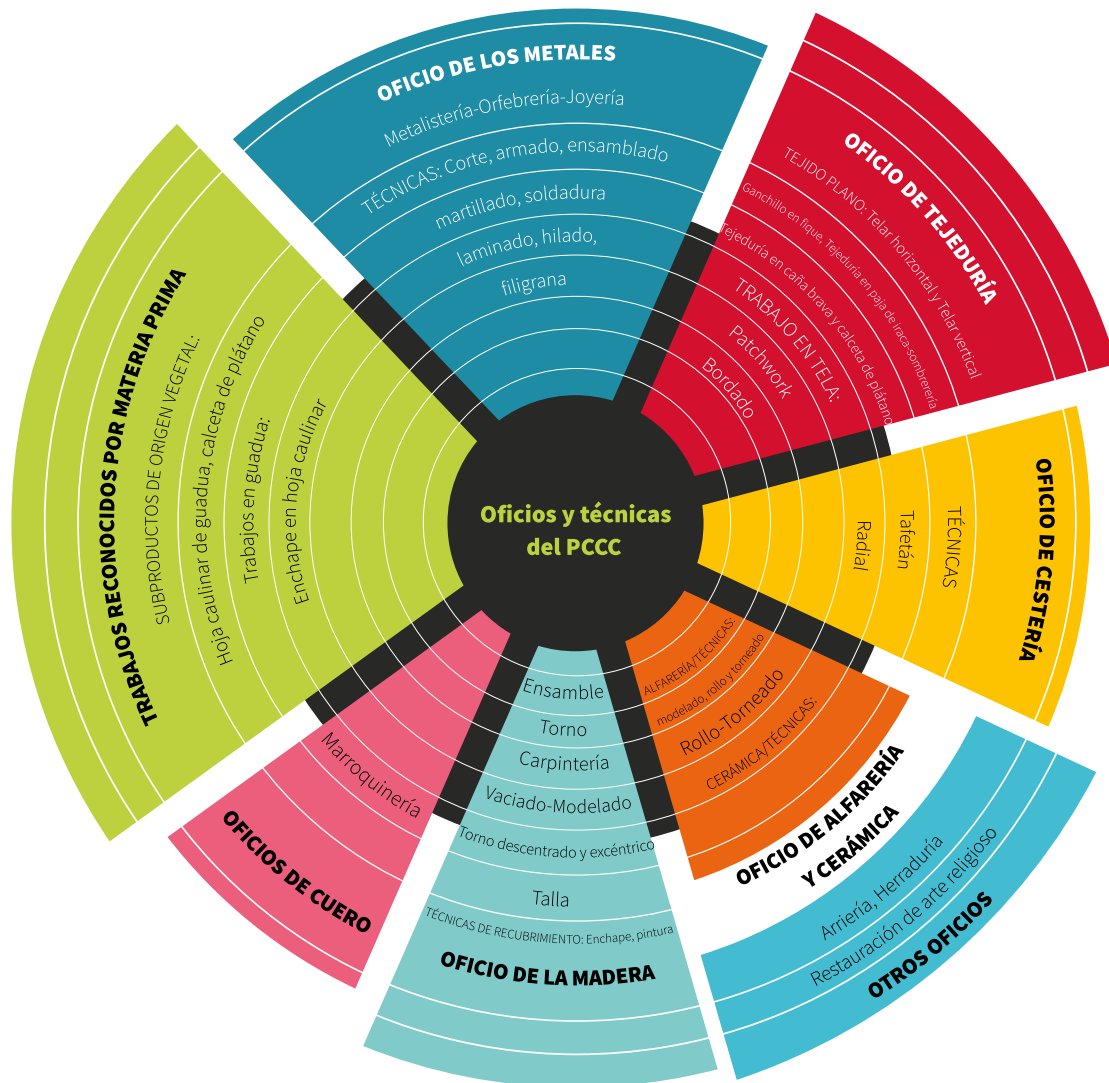 Oficios y técnicas
del PCCC
OFICIO DE LOS METALES
Metalistería-Orfebrería-Joyería
TÉCNICAS: Corte, armado, ensamblado
martillado, soldadura
laminado, hilado,
filigrana
OFICIO DE TEJEDURÍA
TEJIDO PLANO: Telar horizontal y Telar vertical
Ganchillo en fique, Tejeduría en paja de iraca-sombrerería
Tejeduría en caña brava y calceta de plátano
TRABAJO EN TELA:
Patchwork
Bordado
OFICIO DE CESTERÍA
TÉCNICAS
Tafetán
Radial
ALFARERÍA/TÉCNICAS:
modelado, rollo y torneado
Rollo-Torneado
CERÁMICA/TÉCNICAS:
OFICIO DE ALFARERÍA
Y CERÁMICA
Arriería, Herraduría
Restauración de arte religioso
OTROS OFICIOS
Ensamble
Torno
Carpintería
Vaciado-Modelado
Torno descentrado y excéntrico
Talla
TÉCNICAS DE RECUBRIMIENTO: Enchape, pintura
OFICIO DE LA MADERA
Marroquinería
OFICIOS DE CUERO
TRABAJOS RECONOCIDOS POR MATERIA PRIMA
SUBPRODUCTOS DE ORIGEN VEGETAL:
Hoja caulinar de guadua, calceta de plátano
Trabajos en guadua:
Enchape en hoja caulinar